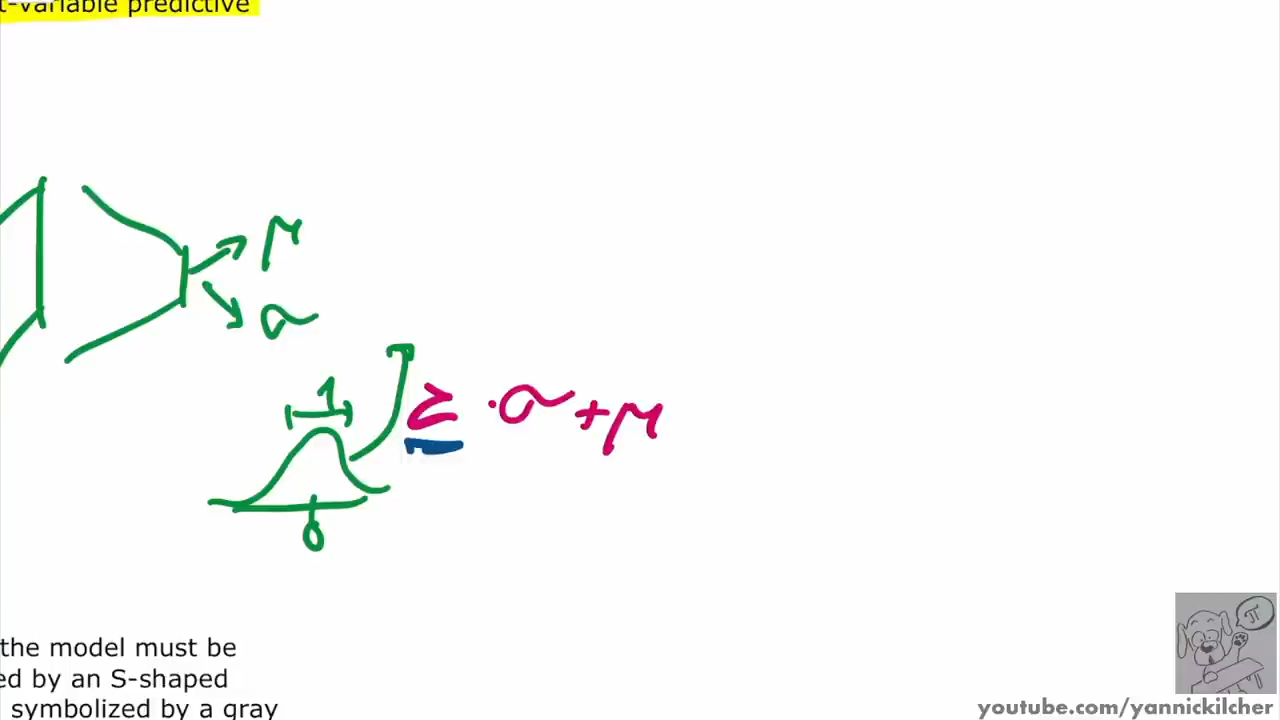 t-variable predictive
μ
σ
1
z · σ + μ
0
the model must be
ed by an S-shaped
symbolized by a gray
π
youtube.com/yannickilcher